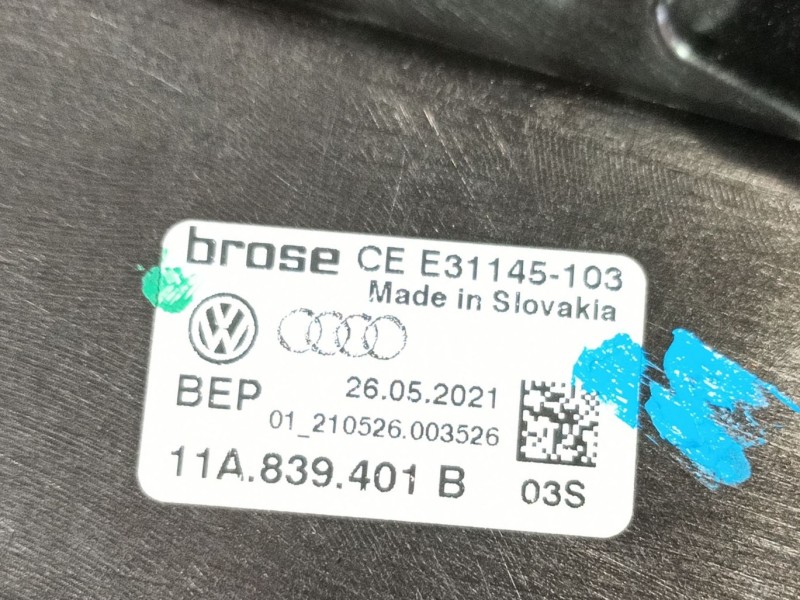 brose CE E31145-103
Made in Slovakia
BEP 26.05.2021
01_210526.003526
11A.839.401 B 03S